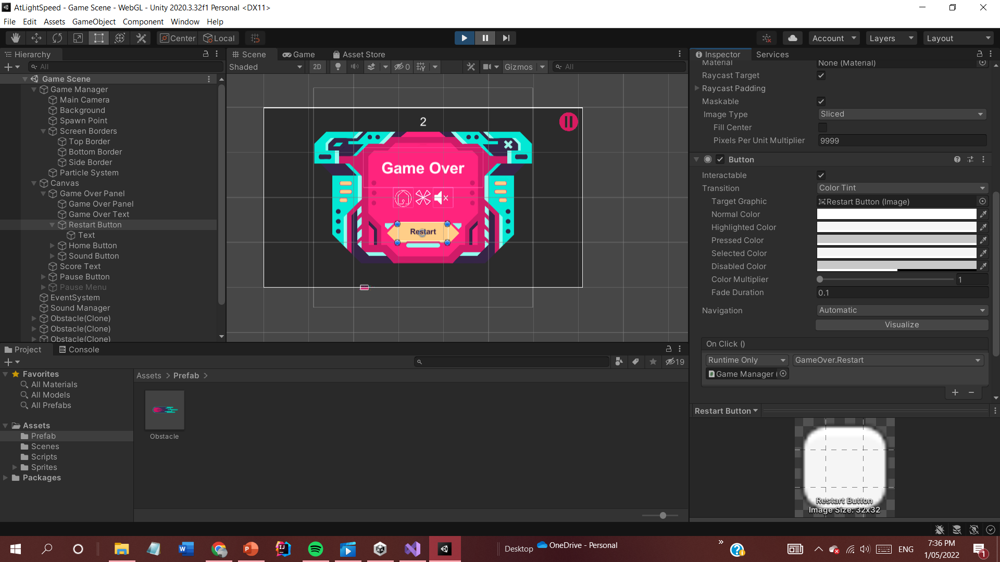 AtLightSpeed - Game Scene - WebGL - Unity 2020.3.32f1 Personal <DX11>
File Edit Assets GameObject Component Window Help
Center Local Account Layers Layout
Hierarchy
All
Game Scene
Game Manager
Main Camera
Background
Spawn Point
Screen Borders
Top Border
Bottom Border
Side Border
Particle System
Canvas
Game Over Panel
Game Over Panel
Game Over Text
Restart Button
Text
Home Button
Sound Button
Score Text
Pause Button
Pause Menu
EventSystem
Sound Manager
Obstacle(Clone)
Obstacle(Clone)
Obstacle(Clone)
Scene Game Asset Store
Shaded 2D 0 Gizmos All
2
Game Over
Restart
Inspector Services
Material None (Material)
Raycast Target
Raycast Padding
Maskable
Image Type Sliced
Fill Center
Pixels Per Unit Multiplier 9999
Button
Interactable
Transition Color Tint
Target Graphic Restart Button (Image)
Normal Color
Highlighted Color
Pressed Color
Selected Color
Disabled Color
Color Multiplier 1
Fade Duration 0.1
Navigation Automatic
Visualize
On Click ()
Runtime Only GameOver.Restart
Game Manager (
Restart Button
Restart Button
Image Size: 32x32
Project Console
19
Favorites
All Materials
All Models
All Prefabs
Assets
Prefab
Scenes
Scripts
Sprites
Packages
Assets > Prefab >
Obstacle
Desktop OneDrive - Personal
ENG
7:36 PM
1/05/2022
1